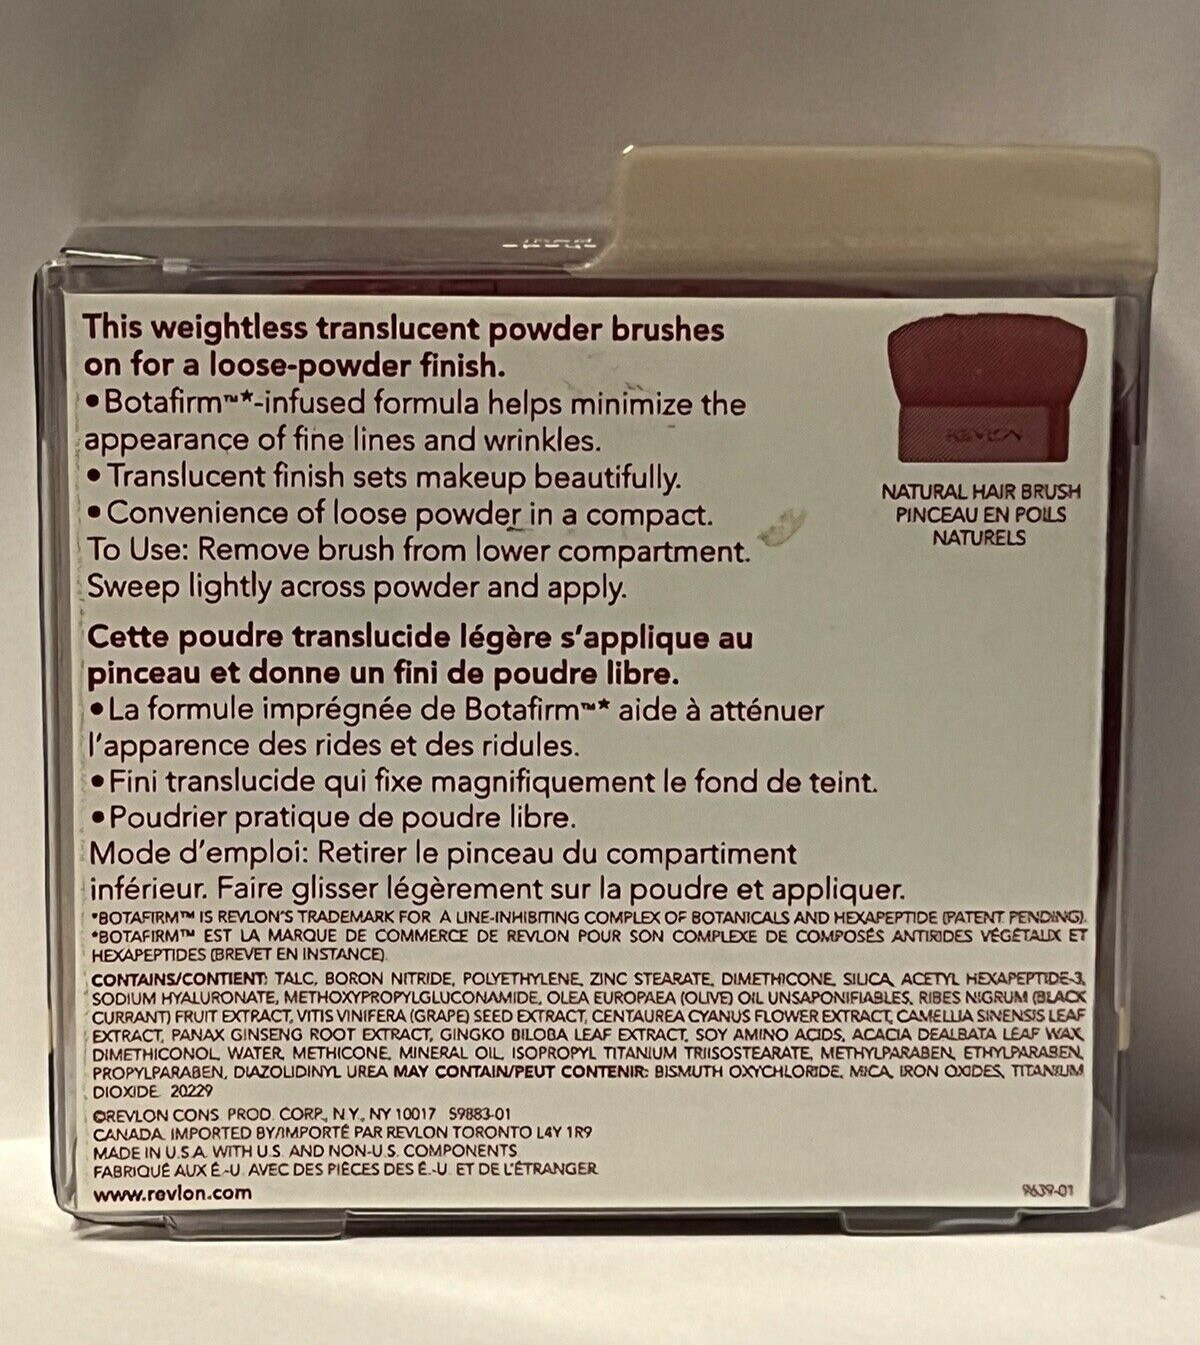 This weightless translucent powder brushes
on for a loose-powder finish.
•Botafirm™*-infused formula helps minimize the
appearance of fine lines and wrinkles.
•Translucent finish sets makeup beautifully.
•Convenience of loose powder in a compact.
To Use: Remove brush from lower compartment.
Sweep lightly across powder and apply.
REVLON
NATURAL HAIR BRUSH
PINCEAU EN POILS
NATURELS
Cette poudre translucide légère s'applique au
pinceau et donne un fini de poudre libre.
•La formule imprégnée de Botafirm™* aide à atténuer
l'apparence des rides et des ridules.
•Fini translucide qui fixe magnifiquement le fond de teint.
•Poudrier pratique de poudre libre.
Mode d'emploi: Retirer le pinceau du compartiment
inférieur. Faire glisser légèrement sur la poudre et appliquer.
*BOTAFIRM™ IS REVLON'S TRADEMARK FOR A LINE-INHIBITING COMPLEX OF BOTANICALS AND HEXAPEPTIDE (PATENT PENDING).
*BOTAFIRM™ EST LA MARQUE DE COMMERCE DE REVLON POUR SON COMPLEXE DE COMPOSÉS ANTIRIDES VÉGÉTAUX ET
HEXAPEPTIDES (BREVET EN INSTANCE).
CONTAINS/CONTIENT: TALC, BORON NITRIDE, POLYETHYLENE, ZINC STEARATE, DIMETHICONE, SILICA, ACETYL HEXAPEPTIDE-3,
SODIUM HYALURONATE, METHOXYPROPYLGLUCONAMIDE, OLEA EUROPAEA (OLIVE) OIL UNSAPONIFIABLES, RIBES NIGRUM (BLACK
CURRANT) FRUIT EXTRACT, VITIS VINIFERA (GRAPE) SEED EXTRACT, CENTAUREA CYANUS FLOWER EXTRACT, CAMELLIA SINENSIS LEAF
EXTRACT, PANAX GINSENG ROOT EXTRACT, GINGKO BILOBA LEAF EXTRACT, SOY AMINO ACIDS, ACACIA DEALBATA LEAF WAX,
DIMETHICONOL, WATER, METHICONE, MINERAL OIL, ISOPROPYL TITANIUM TRIISOSTEARATE, METHYLPARABEN, ETHYLPARABEN,
PROPYLPARABEN, DIAZOLIDINYL UREA MAY CONTAIN/PEUT CONTENIR: BISMUTH OXYCHLORIDE, MICA, IRON OXIDES, TITANIUM
DIOXIDE. 20229
©REVLON CONS. PROD. CORP., N.Y., NY 10017 59883-01
CANADA: IMPORTED BY/IMPORTÉ PAR REVLON TORONTO L4Y 1R9
MADE IN U.S.A. WITH U.S. AND NON-U.S. COMPONENTS
FABRIQUÉ AUX É.-U. AVEC DES PIÈCES DES É.-U. ET DE L'ÉTRANGER
www.revlon.com
9639-01